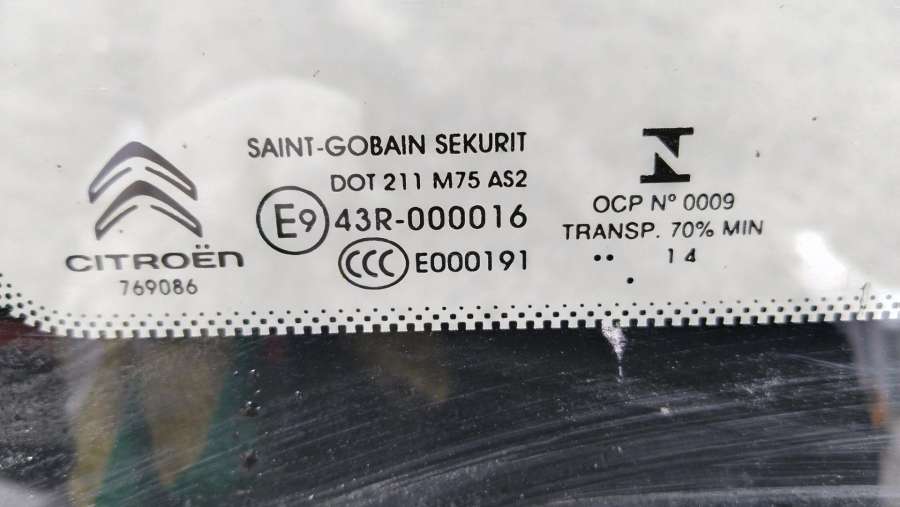 CITROËN
769086
SAINT-GOBAIN SEKURIT
DOT 211 M75 AS2
E9 43R-000016
CCC E000191
N
OCP Nº 0009
TRANSP. 70% MIN
.. 14
.